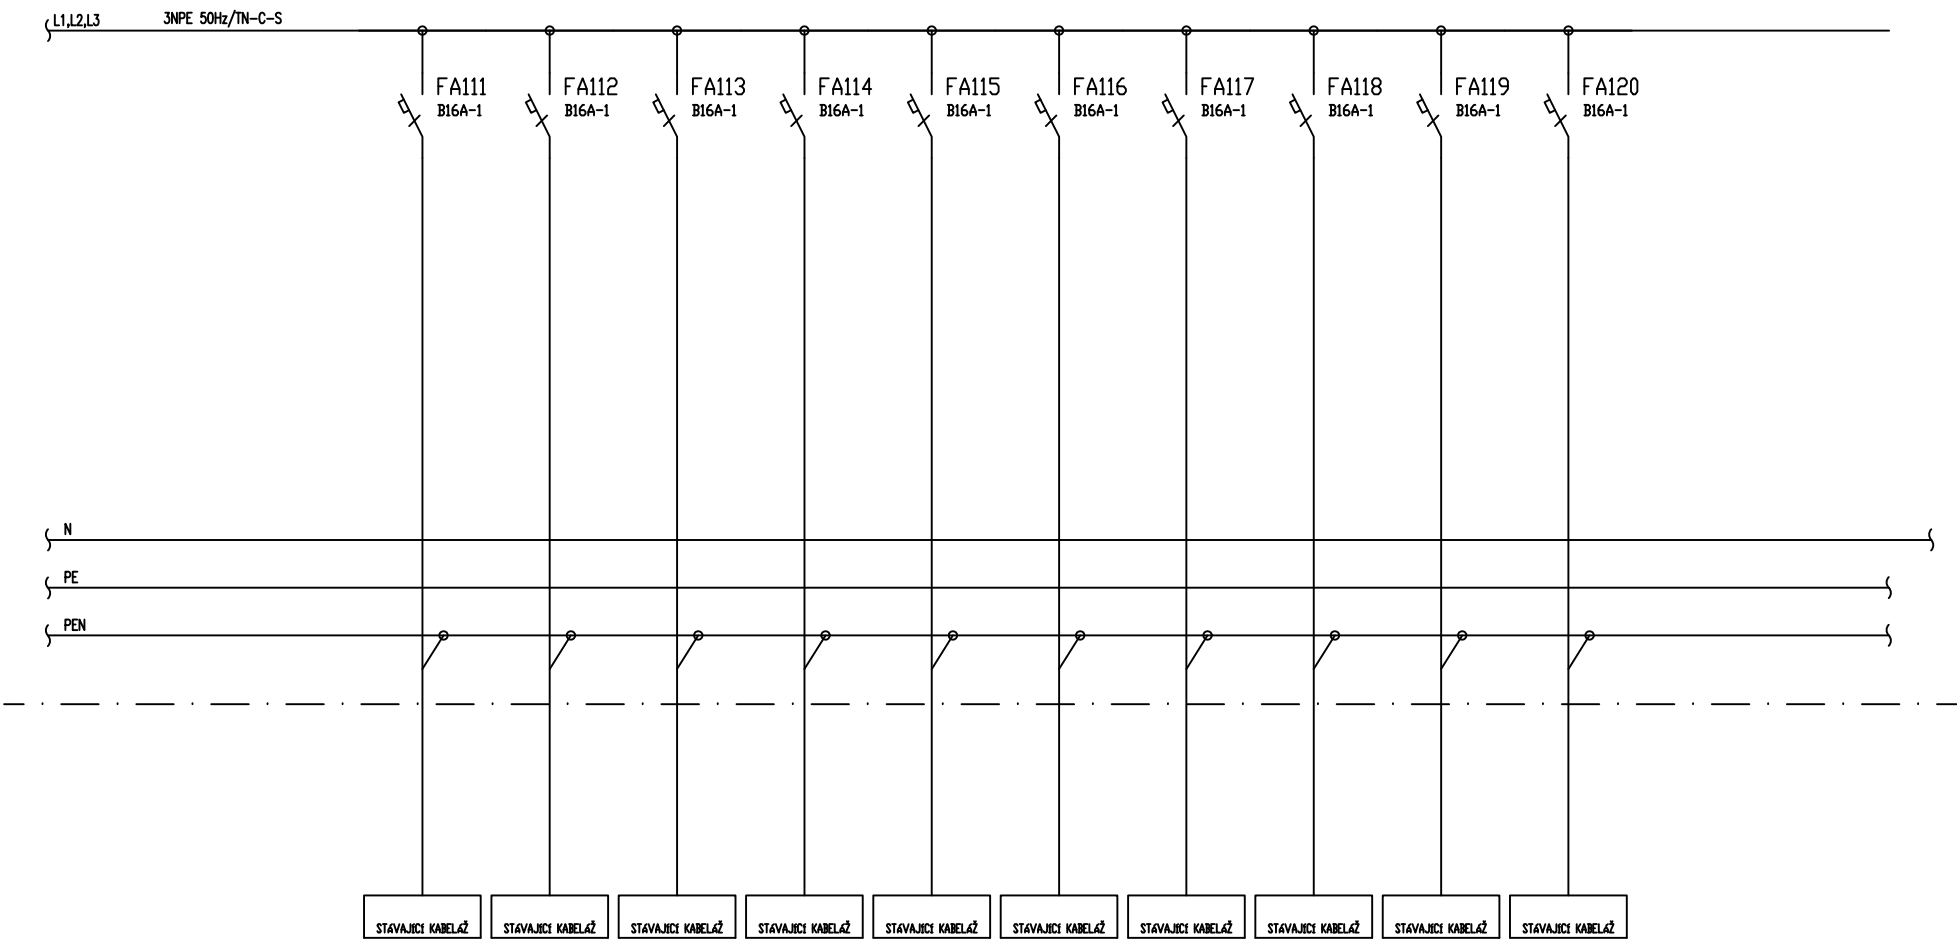 L1,L2,L3 3NPE 50Hz/TN-C-S
FA111 FA112 FA113 FA114 FA115 FA116 FA117 FA118 FA119 FA120
B16A-1 B16A-1 B16A-1 B16A-1 B16A-1 B16A-1 B16A-1 B16A-1 B16A-1 B16A-1
N
PE
PEN
STÁVAJÍCÍ KABELÁŽ STÁVAJÍCÍ KABELÁŽ STÁVAJÍCÍ KABELÁŽ STÁVAJÍCÍ KABELÁŽ STÁVAJÍCÍ KABELÁŽ STÁVAJÍCÍ KABELÁŽ STÁVAJÍCÍ KABELÁŽ STÁVAJÍCÍ KABELÁŽ STÁVAJÍCÍ KABELÁŽ STÁVAJÍCÍ KABELÁŽ